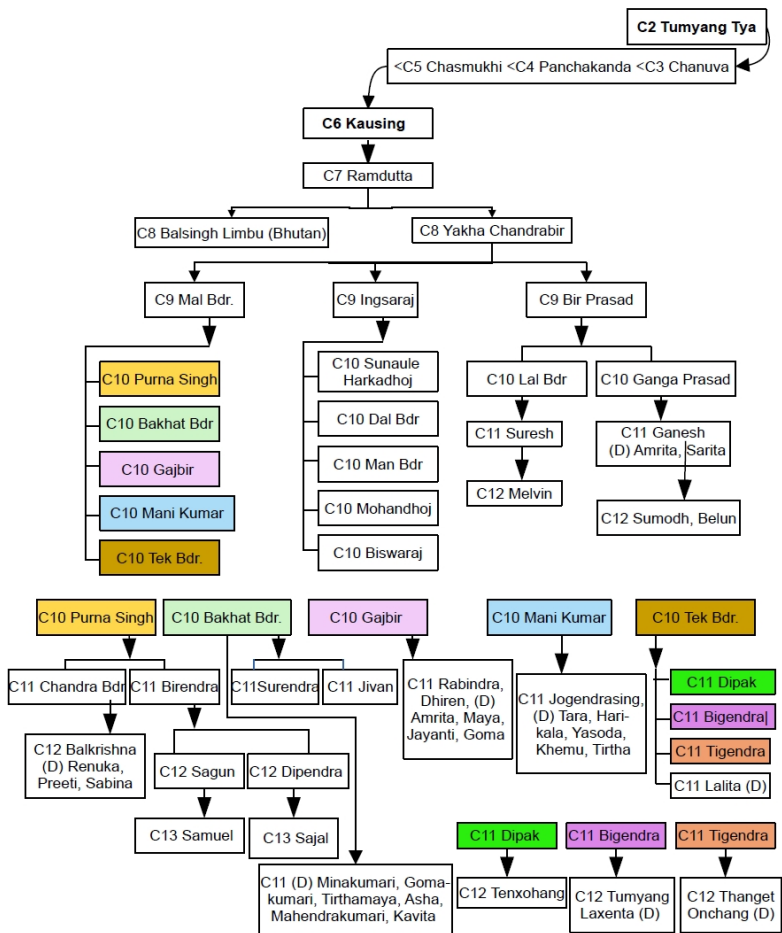 C2 Tumyang Tya
<C5 Chasmukhi <C4 Panchakanda <C3 Chanuva
C6 Kausing
C7 Ramdutta
C8 Balsingh Limbu (Bhutan)
C8 Yakha Chandrabir
C9 Mal Bdr.
C9 Ingsaraj
C9 Bir Prasad
C10 Purna Singh
C10 Bakhat Bdr
C10 Gajbir
C10 Mani Kumar
C10 Tek Bdr.
C10 Sunaule
Harkadhoj
C10 Dal Bdr
C10 Man Bdr
C10 Mohandhoj
C10 Biswaraj
C10 Lal Bdr
C10 Ganga Prasad
C11 Suresh
C11 Ganesh
(D) Amrita, Sarita
C12 Melvin
C12 Sumodh, Belun
C10 Purna Singh
C10 Bakhat Bdr.
C10 Gajbir
C10 Mani Kumar
C10 Tek Bdr.
C11 Chandra Bdr
C11 Birendra
C11Surendra
C11 Jivan
C11 Rabindra,
Dhiren, (D)
Amrita, Maya,
Jayanti, Goma
C11 Jogendrasing,
(D) Tara, Hari-
kala, Yasoda,
Khemu, Tirtha
C11 Dipak
C11 Bigendra|
C11 Tigendra
C11 Lalita (D)
C12 Balkrishna
(D) Renuka,
Preeti, Sabina
C12 Sagun
C12 Dipendra
C13 Samuel
C13 Sajal
C11 (D) Minakumari, Goma-
kumari, Tirthamaya, Asha,
Mahendrakumari, Kavita
C11 Dipak
C11 Bigendra
C11 Tigendra
C12 Tenxohang
C12 Tumyang
Laxenta (D)
C12 Thanget
Onchang (D)